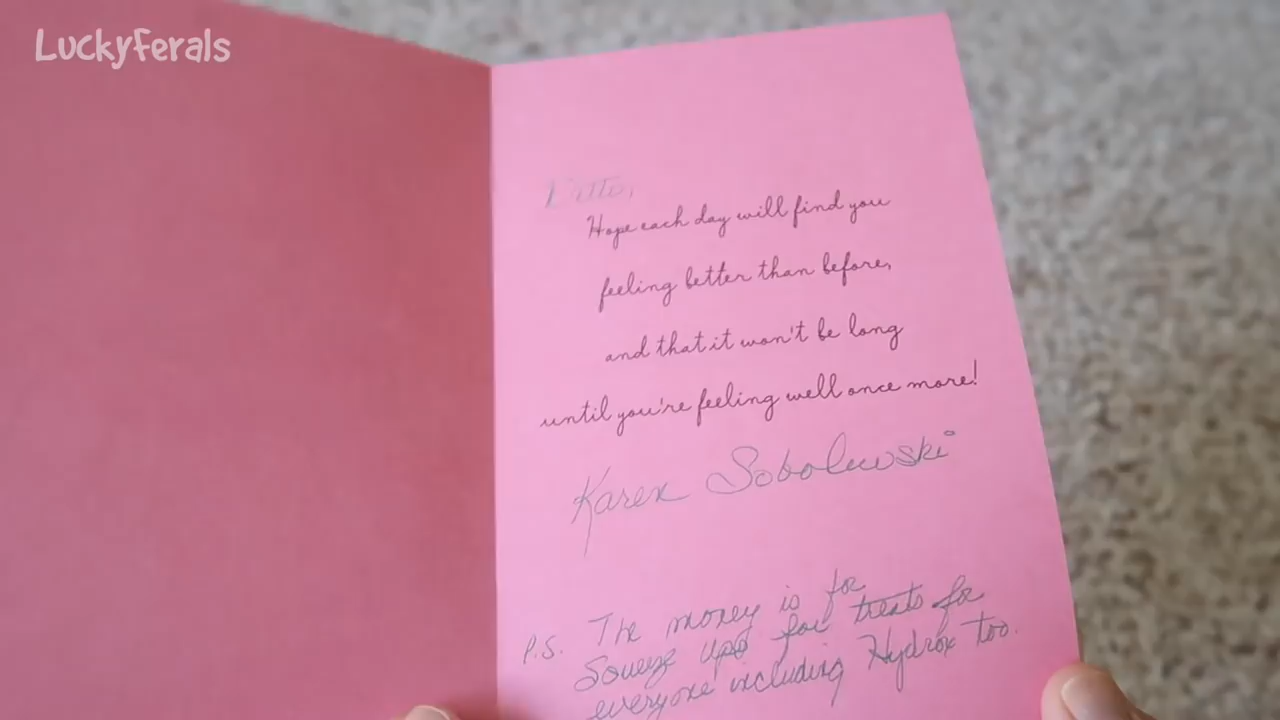 LuckyFerals
Ditto,
Hope each day will find you
feeling better than before,
and that it won't be long
until you're feeling well once more!
Karen Sobolewski
P.S. The money is for
Squeeze ups for treats for
everyone including Hydrox too.